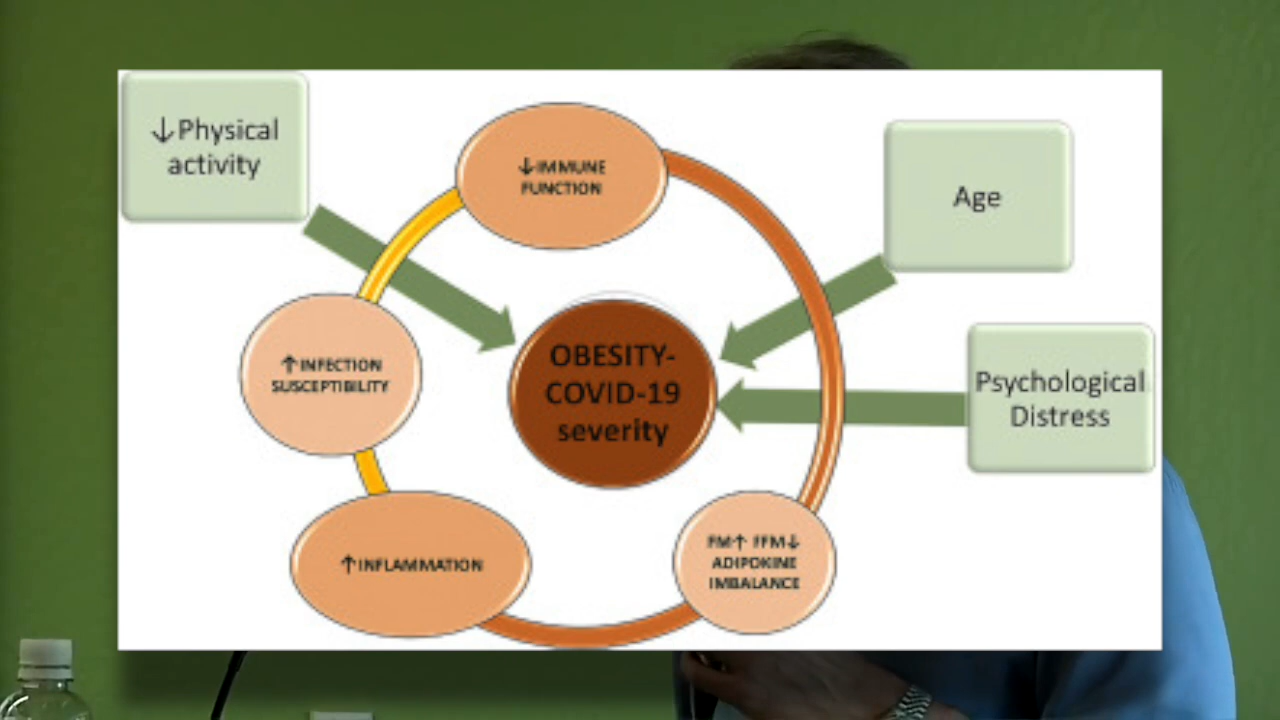 ↓Physical
activity
↓IMMUNE
FUNCTION
Age
↑INFECTION
SUSCEPTIBILITY
OBESITY-
COVID-19
severity
Psychological
Distress
↑INFLAMMATION
FM↑ FFM↓
ADIPOKINE
IMBALANCE